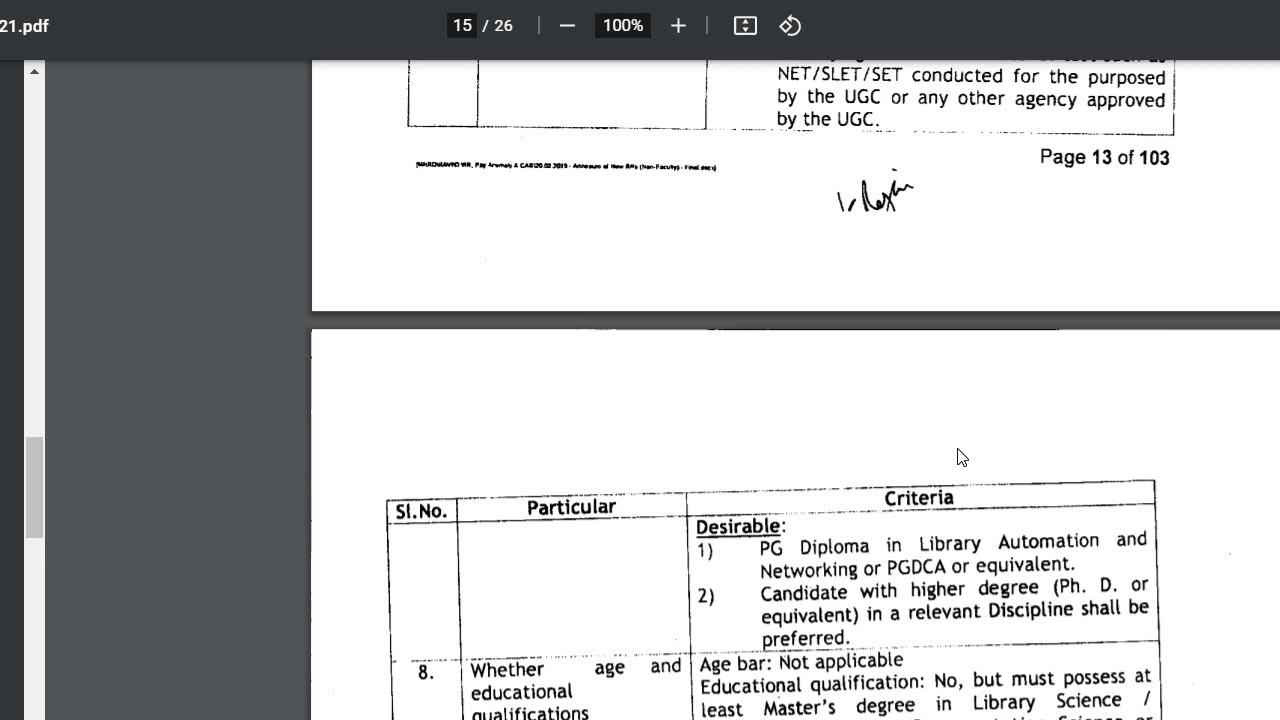 21.pdf
15 / 26
100%
NET/SLET/SET conducted for the purposed
by the UGC or any other agency approved
by the UGC.
Page 13 of 103
Sl.No.
Particular
Criteria
Desirable:
1) PG Diploma in Library Automation and
Networking or PGDCA or equivalent.
2) Candidate with higher degree (Ph. D. or
equivalent) in a relevant Discipline shall be
preferred.
8.
Whether age and
educational
qualifications
Age bar: Not applicable
Educational qualification: No, but must possess at
least Master's degree in Library Science /